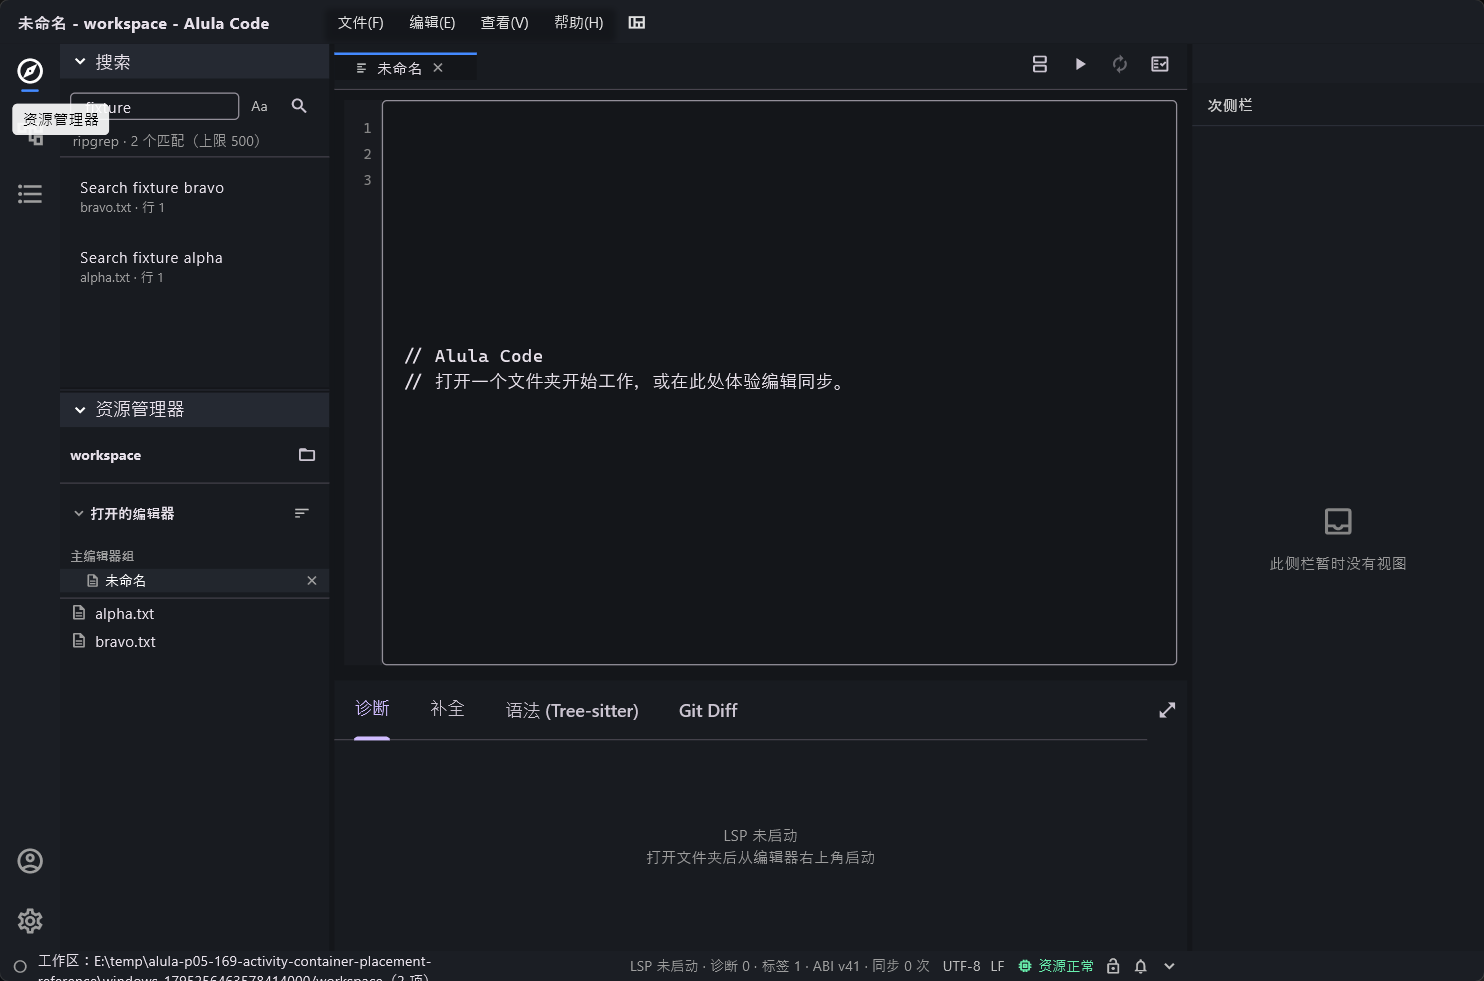 未命名 - workspace - Alula Code
文件(F) 编辑(E) 查看(V) 帮助(H)
搜索
fixture
Aa
资源管理器
ripgrep · 2 个匹配（上限 500）
Search fixture bravo
bravo.txt · 行 1
Search fixture alpha
alpha.txt · 行 1
资源管理器
workspace
打开的编辑器
主编辑器组
未命名
alpha.txt
bravo.txt
未命名
1
2
3
// Alula Code
// 打开一个文件夹开始工作，或在此处体验编辑同步。
诊断 补全 语法 (Tree-sitter) Git Diff
LSP 未启动
打开文件夹后从编辑器右上角启动
次侧栏
此侧栏暂时没有视图
工作区：E:\temp\alula-p05-169-activity-container-placement-
reference\windows-1795256463578414000/workspace（2 项）
LSP 未启动 · 诊断 0 · 标签 1 · ABI v41 · 同步 0 次 UTF-8 LF 资源正常